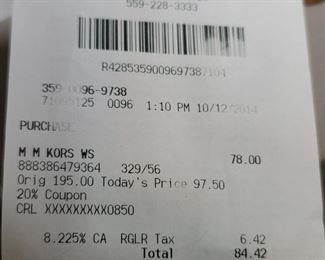 559-228-3333
R4285359009697387104
359 0096-9738
71095125 0096 1:10 PM 10/12/2014
PURCHASE
M M KORS WS 78.00
888386479364 329/56
Orig 195.00 Today's Price 97.50
20% Coupon
CRL XXXXXXXXX0850
8.225% CA RGLR Tax 6.42
Total 84.42